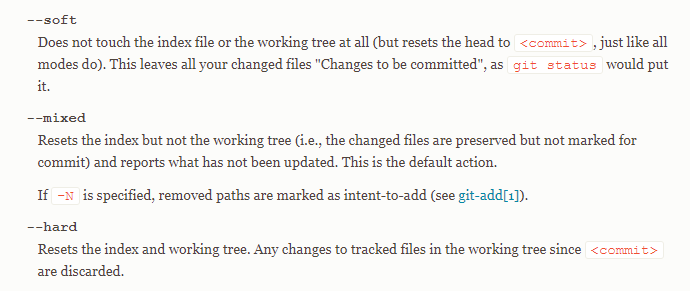 --soft
Does not touch the index file or the working tree at all (but resets the head to <commit>, just like all
modes do). This leaves all your changed files "Changes to be committed", as git status would put
it.
--mixed
Resets the index but not the working tree (i.e., the changed files are preserved but not marked for
commit) and reports what has not been updated. This is the default action.
If -N is specified, removed paths are marked as intent-to-add (see git-add[1]).
--hard
Resets the index and working tree. Any changes to tracked files in the working tree since <commit>
are discarded.